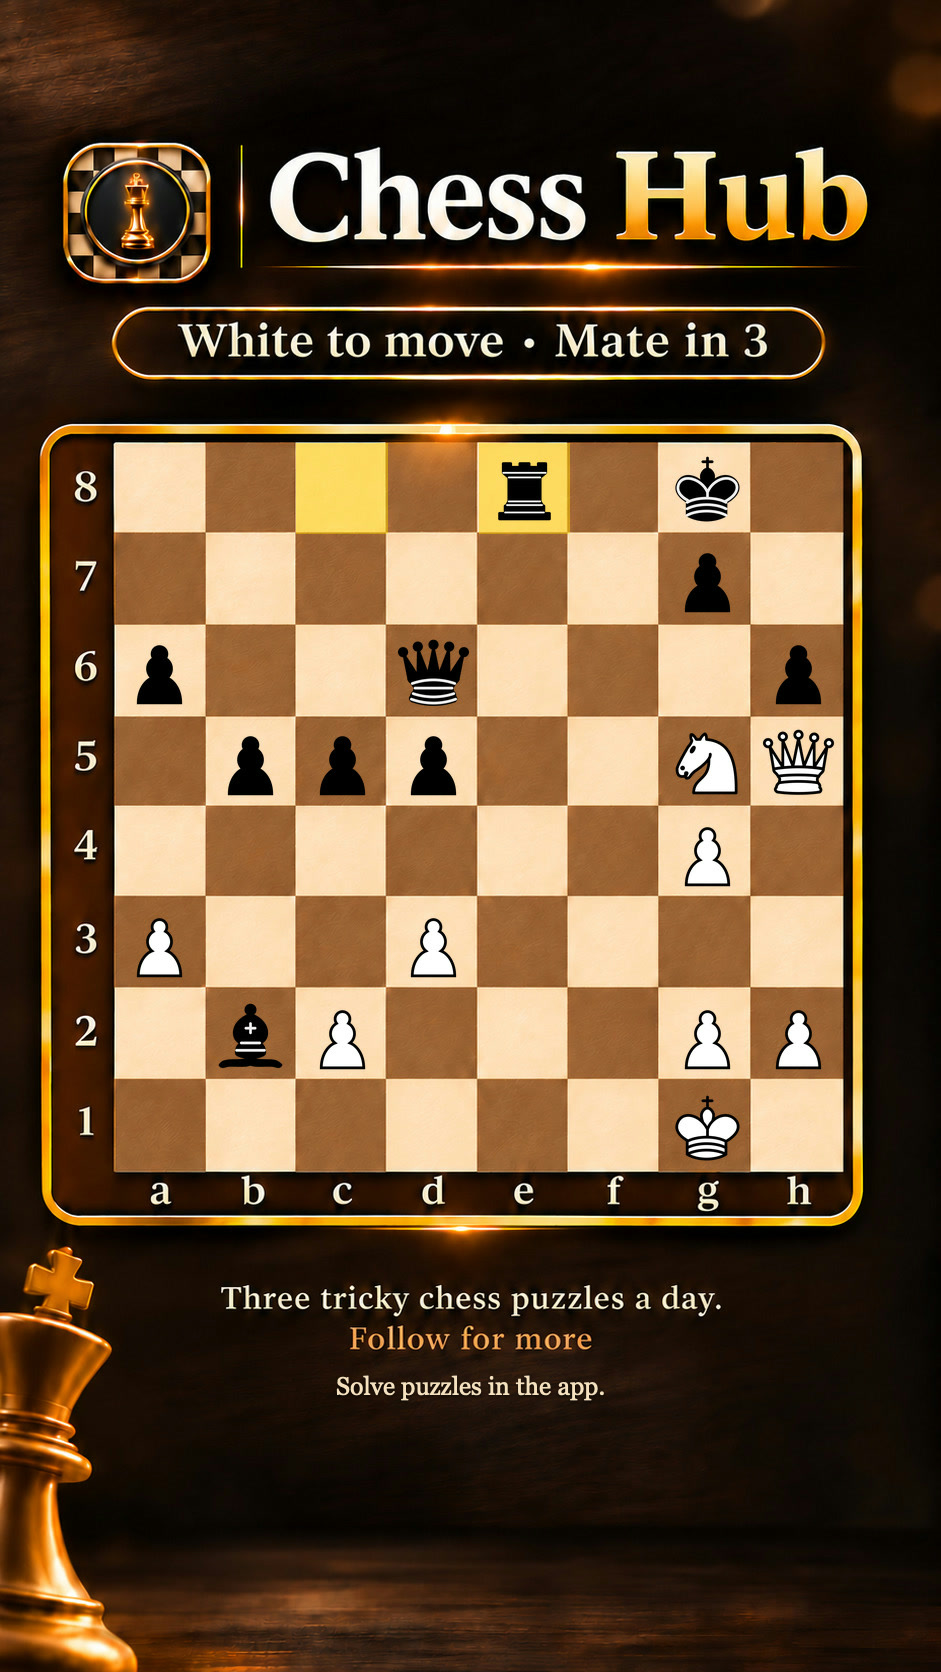 Chess Hub
White to move • Mate in 3
8
7
6
5
4
3
2
1
a b c d e f g h
Three tricky chess puzzles a day.
Follow for more
Solve puzzles in the app.